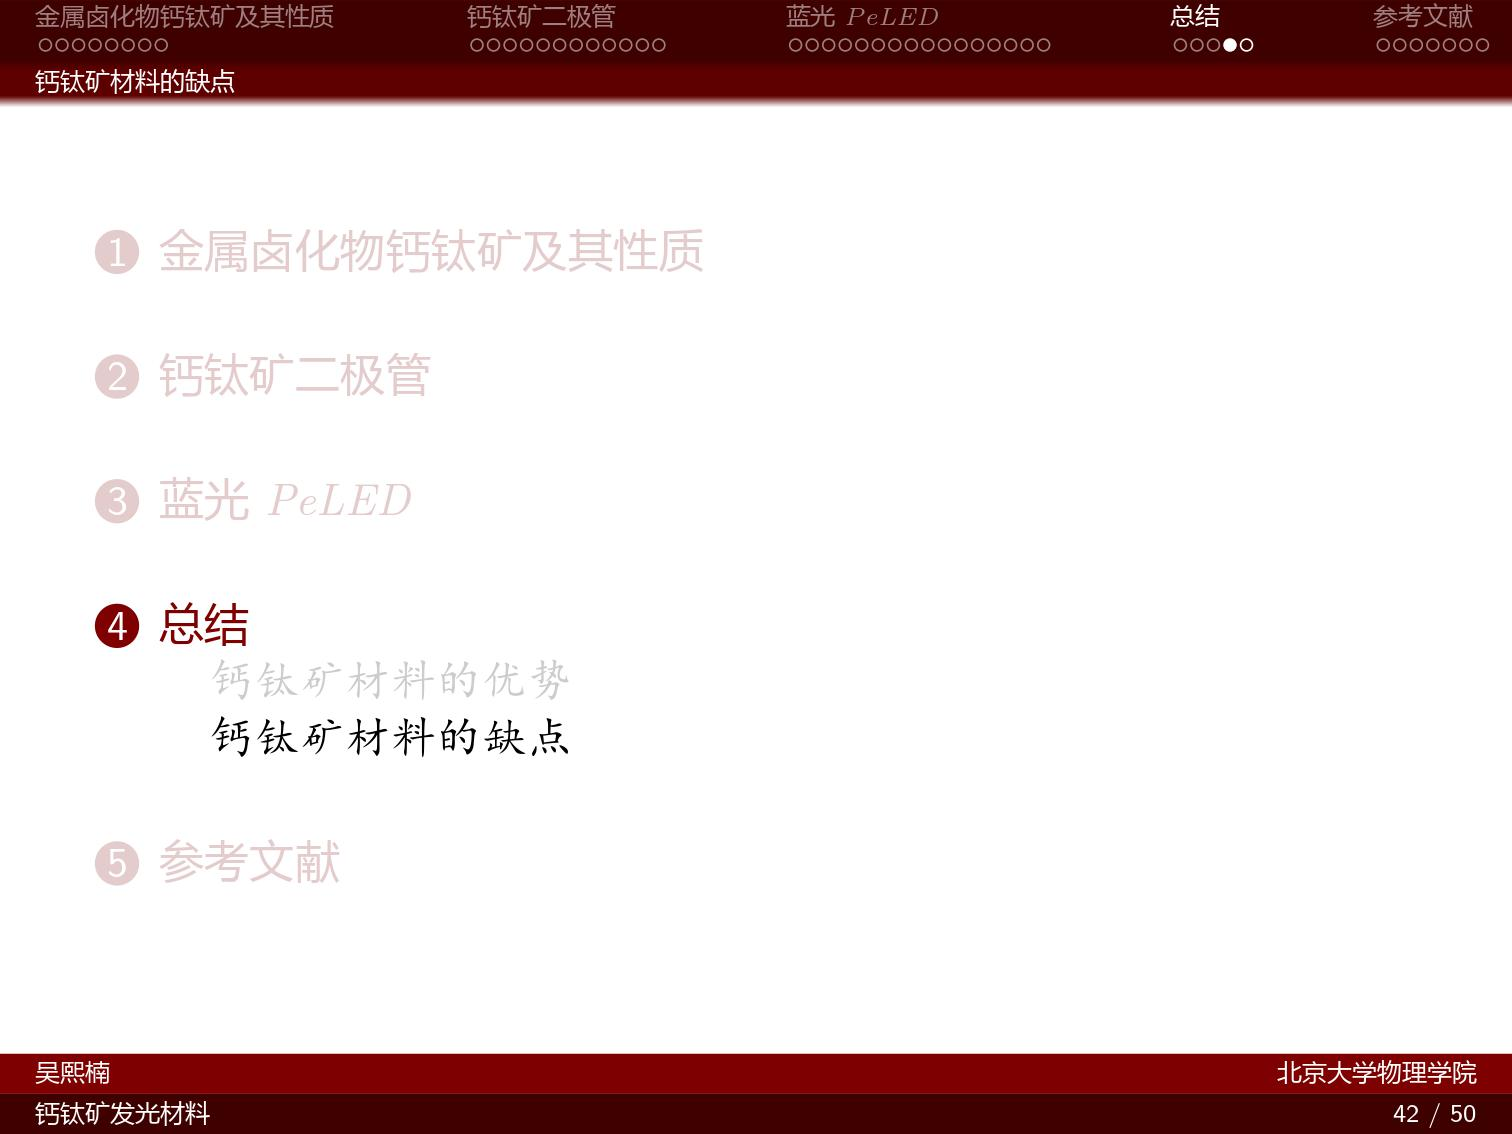 金属卤化物钙钛矿及其性质 钙钛矿二极管 蓝光 PeLED 总结 参考文献
钙钛矿材料的缺点
1 金属卤化物钙钛矿及其性质
2 钙钛矿二极管
3 蓝光 PeLED
4 总结
钙钛矿材料的优势
钙钛矿材料的缺点
5 参考文献
吴熙楠 北京大学物理学院
钙钛矿发光材料 42 / 50